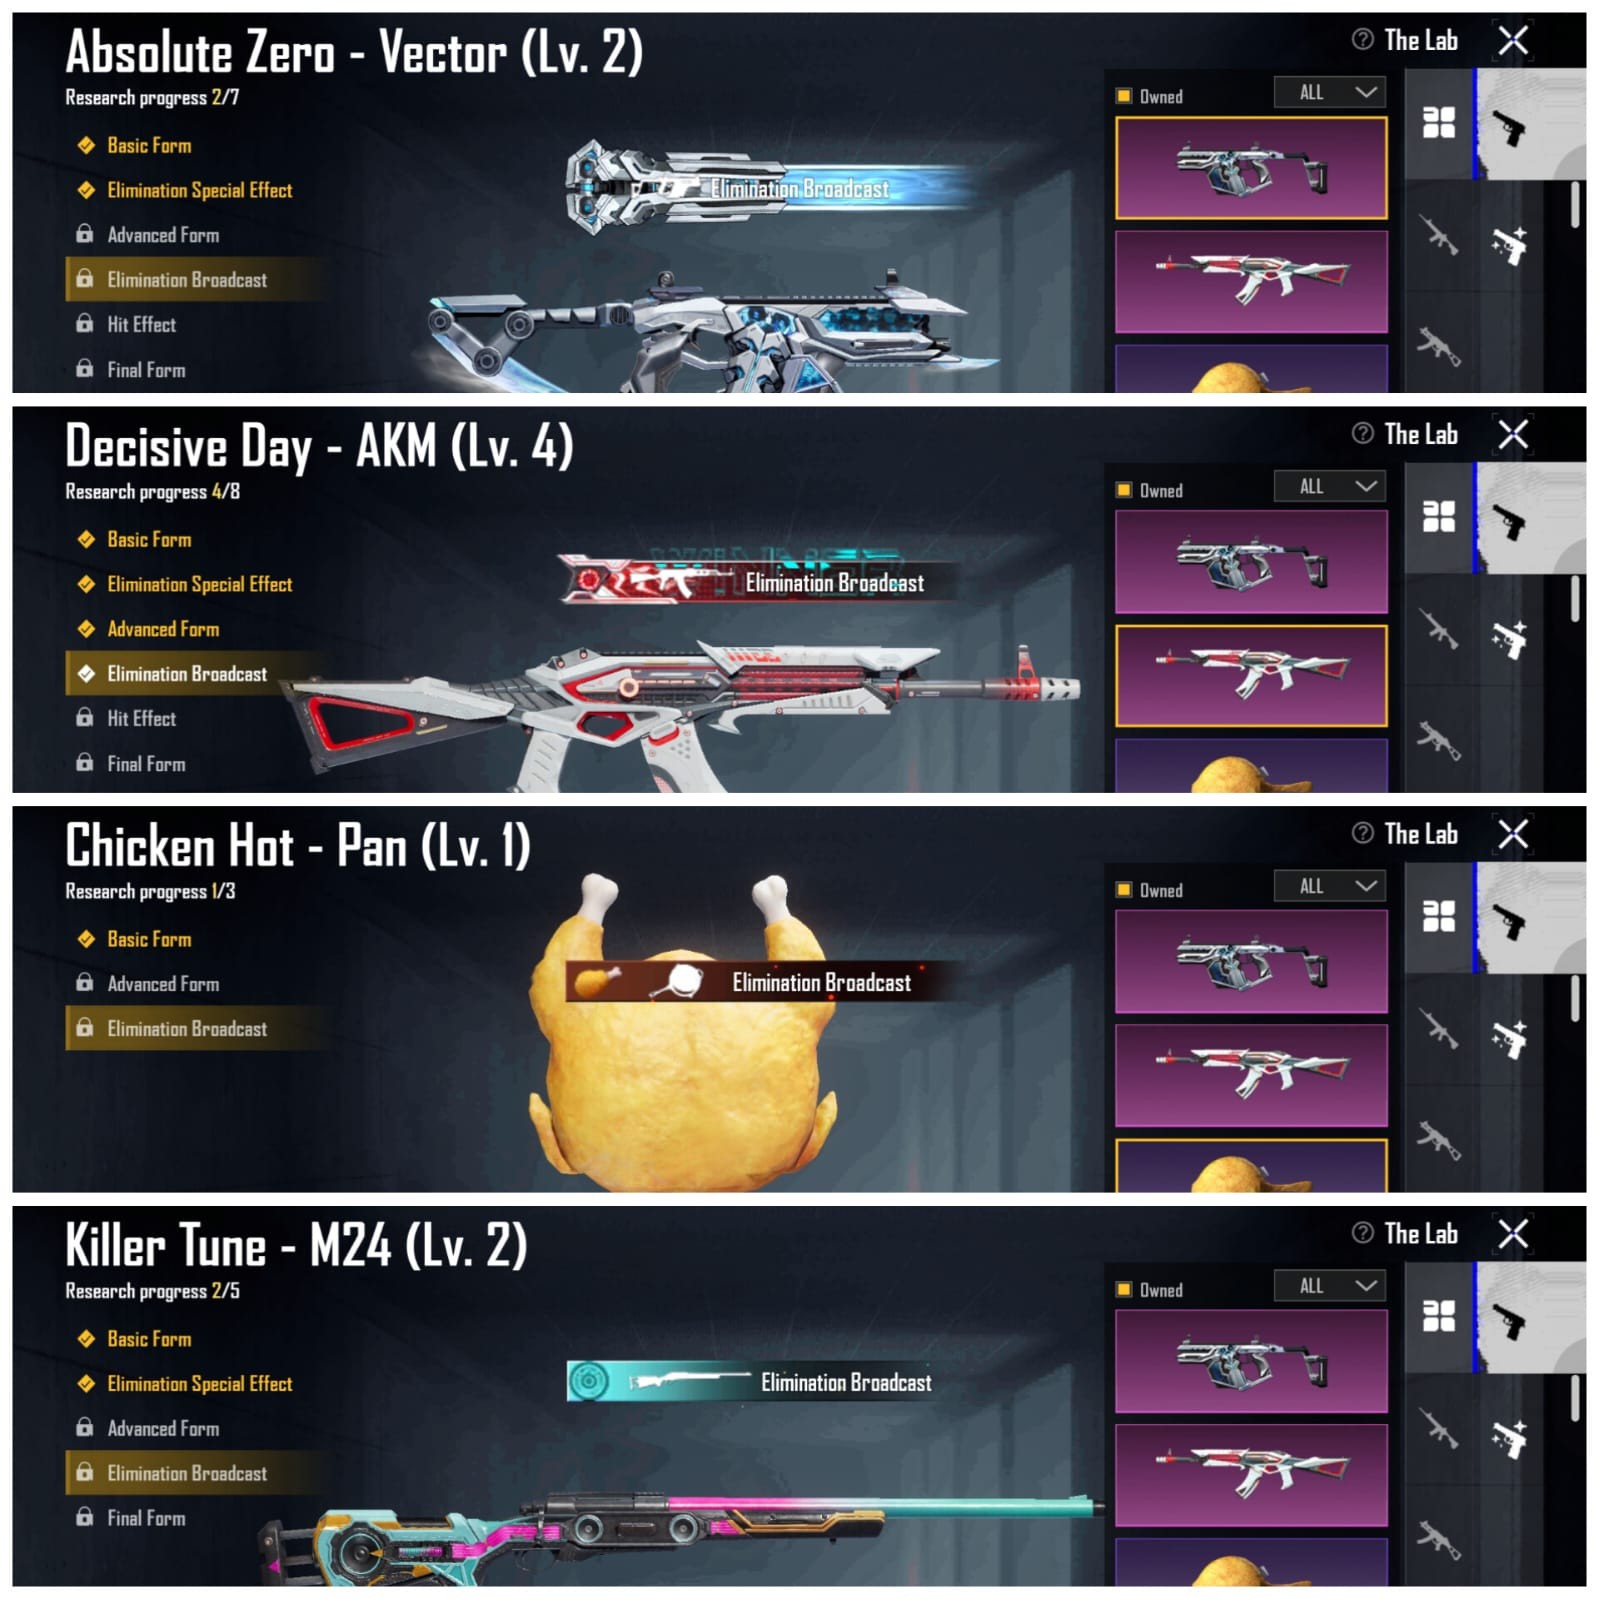 Absolute Zero - Vector (Lv. 2)
Research progress 2/7
Basic Form
Elimination Special Effect
Advanced Form
Elimination Broadcast
Hit Effect
Final Form
Elimination Broadcast
? The Lab
Owned
ALL
Decisive Day - AKM (Lv. 4)
Research progress 4/8
Basic Form
Elimination Special Effect
Advanced Form
Elimination Broadcast
Hit Effect
Final Form
Elimination Broadcast
? The Lab
Owned
ALL
Chicken Hot - Pan (Lv. 1)
Research progress 1/3
Basic Form
Advanced Form
Elimination Broadcast
Elimination Broadcast
? The Lab
Owned
ALL
Killer Tune - M24 (Lv. 2)
Research progress 2/5
Basic Form
Elimination Special Effect
Advanced Form
Elimination Broadcast
Final Form
Elimination Broadcast
? The Lab
Owned
ALL